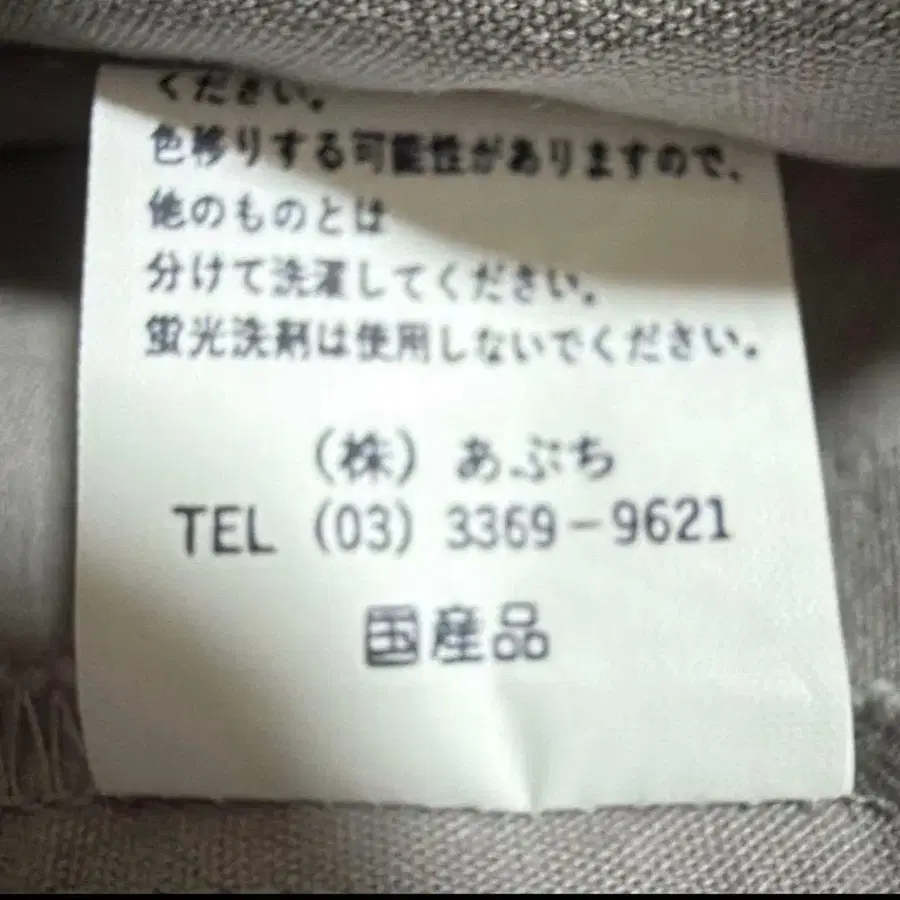 ください。
色移りする可能性がありますので、
他のものとは
分けて洗濯してください。
蛍光洗剤は使用しないでください。
(株) あぶち
TEL (03) 3369-9621
国産品